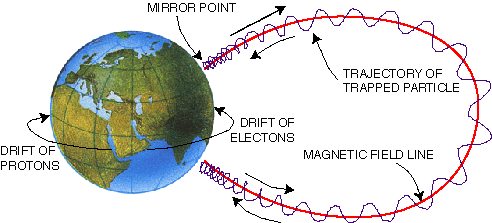 MIRROR POINT
TRAJECTORY OF
TRAPPED PARTICLE
DRIFT OF
ELECTONS
DRIFT OF
PROTONS
MAGNETIC FIELD LINE